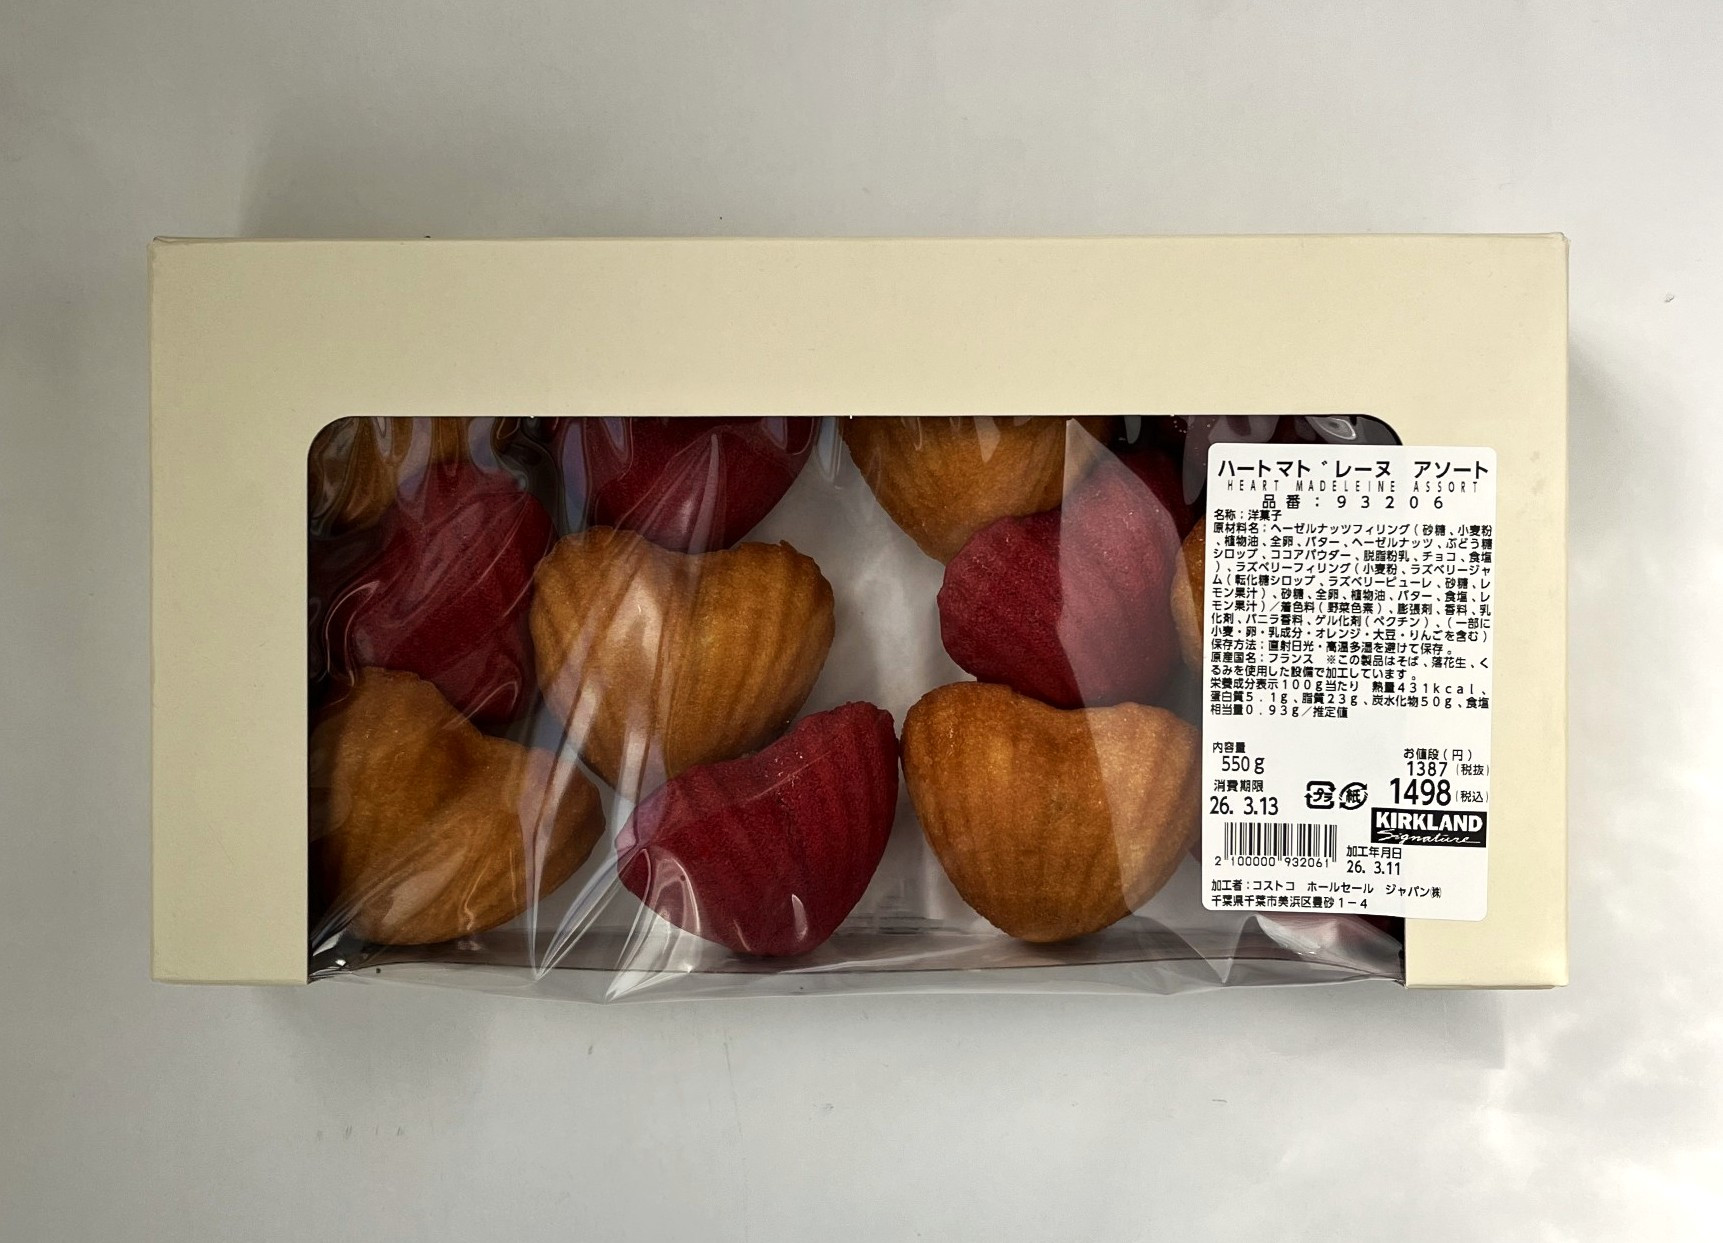 ハートマドレーヌ アソート
HEART MADELEINE ASSORT
品番:93206
名称:洋菓子
原材料名:ヘーゼルナッツフィリング(砂糖、小麦粉
、植物油、全卵、バター、ヘーゼルナッツ、ぶどう糖
シロップ、ココアパウダー、脱脂粉乳、チョコ、食塩
)、ラズベリーフィリング(小麦粉、ラズベリージャ
ム(転化糖シロップ、ラズベリーピューレ、砂糖、レ
モン果汁)、砂糖、全卵、植物油、バター、食塩、レ
モン果汁)/着色料(野菜色素)、膨張剤、香料、乳
化剤、バニラ香料、ゲル化剤(ペクチン)、(一部に
小麦・卵・乳成分・オレンジ・大豆・りんごを含む)
保存方法:直射日光・高温多湿を避けて保存。
原産国名:フランス ※この製品はそば、落花生、く
るみを使用した設備で加工しています。
栄養成分表示100g当たり 熱量431kcal、
蛋白質5.1g、脂質23g、炭水化物50g、食塩
相当量0.93g/推定値
内容量
550g
お値段(円)
1387(税抜)
消費期限
26. 3.13
プラ 紙
1498(税込)
KIRKLAND
Signature
2 100000 932061
加工年月日
26. 3.11
加工者:コストコ ホールセール ジャパン㈱
千葉県千葉市美浜区豊砂1-4